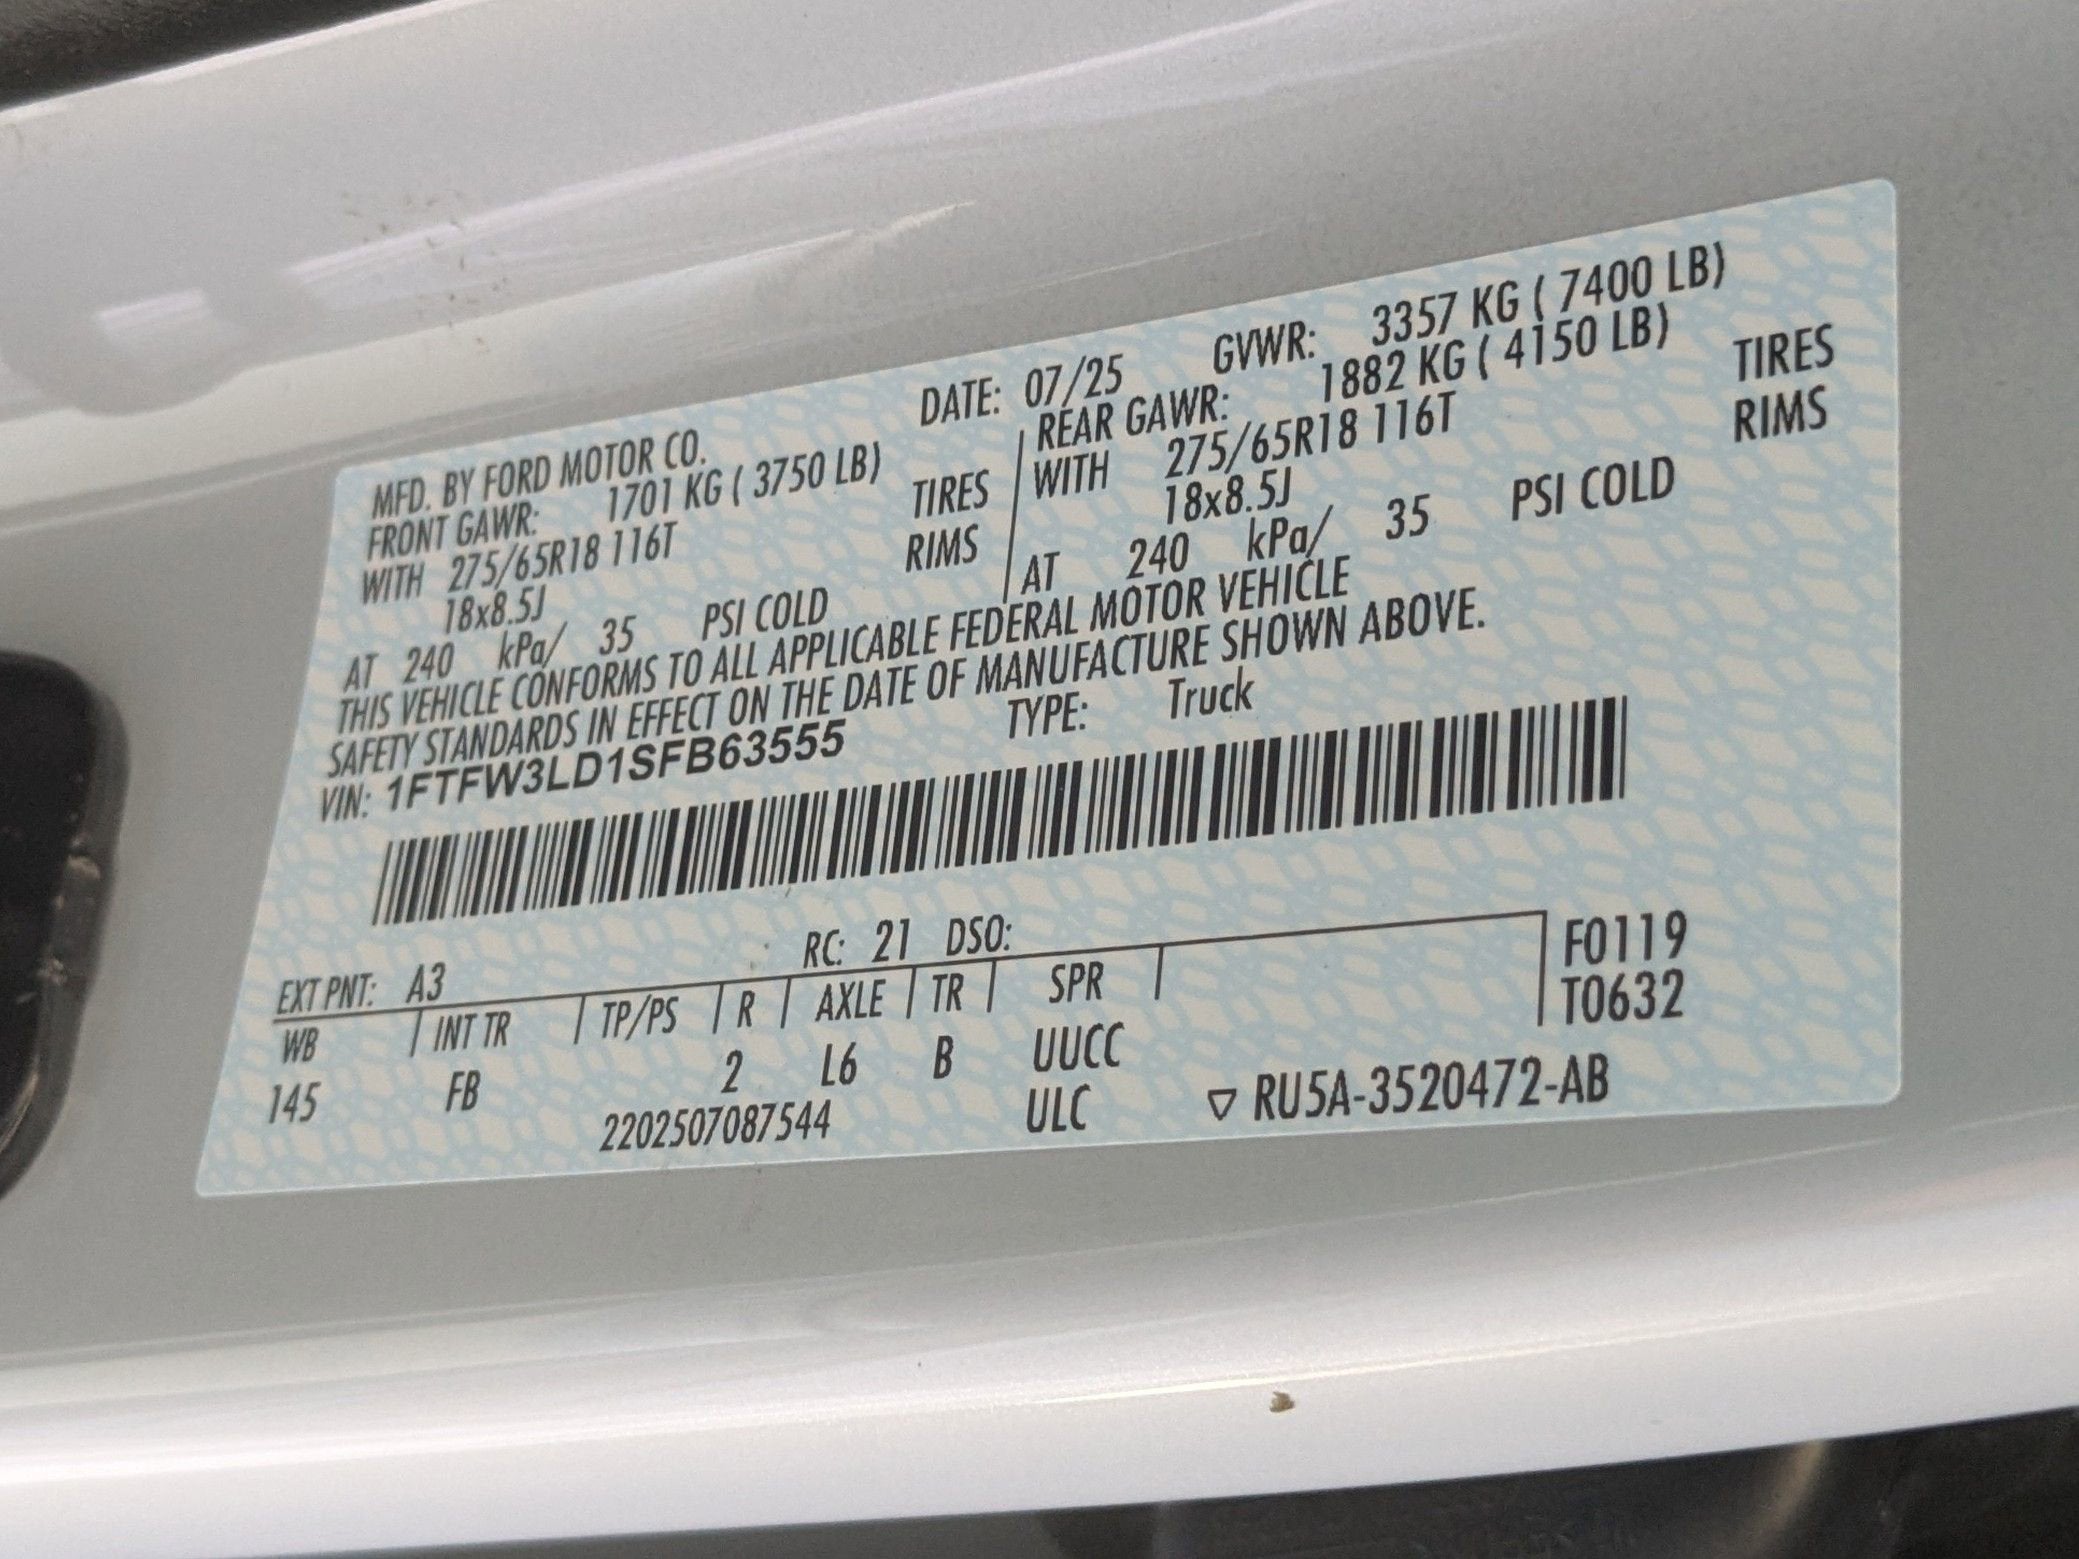 MFD. BY FORD MOTOR CO. DATE: 07/25 GVWR: 3357 KG ( 7400 LB)
FRONT GAWR: 1701 KG ( 3750 LB) REAR GAWR: 1882 KG ( 4150 LB)
WITH 275/65R18 116T TIRES WITH 275/65R18 116T TIRES
18x8.5J RIMS 18x8.5J RIMS
AT 240 kPa/ 35 PSI COLD AT 240 kPa/ 35 PSI COLD
THIS VEHICLE CONFORMS TO ALL APPLICABLE FEDERAL MOTOR VEHICLE
SAFETY STANDARDS IN EFFECT ON THE DATE OF MANUFACTURE SHOWN ABOVE.
VIN: 1FTFW3LD1SFB63555 TYPE: Truck
EXT PNT: A3 RC: 21 DSO: F0119
WB INT TR TP/PS R AXLE TR SPR T0632
145 FB 2 L6 B UUCC
2202507087544 ULC ▽ RU5A-3520472-AB